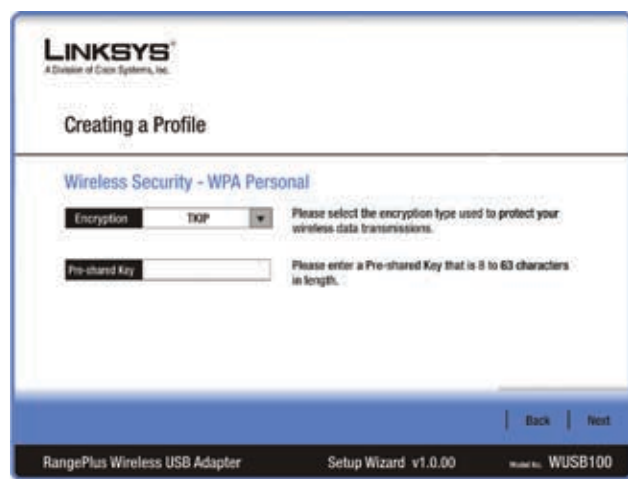 LINKSYS®
A Division of Cisco Systems, Inc.
Creating a Profile
Wireless Security - WPA Personal
Encryption TKIP Please select the encryption type used to protect your
wireless data transmissions.
Pre-shared Key Please enter a Pre-shared Key that is 8 to 63 characters
in length.
Back Next
RangePlus Wireless USB Adapter Setup Wizard v1.0.00 Model No. WUSB100